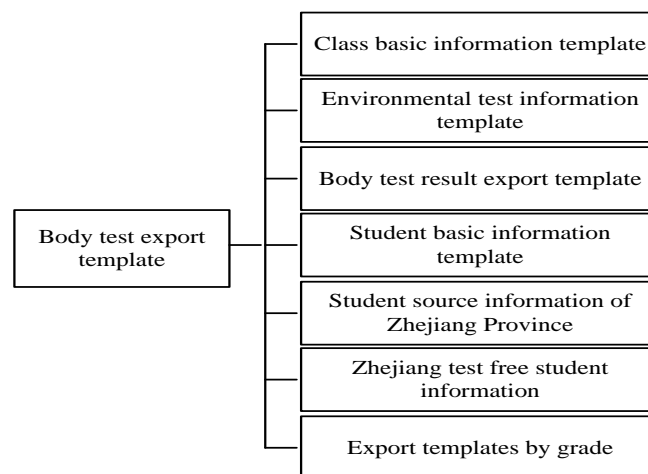 Class basic information template
Environmental test information
template
Body test result export template
Body test export
template
Student basic information
template
Student source information of
Zhejiang Province
Zhejiang test free student
information
Export templates by grade